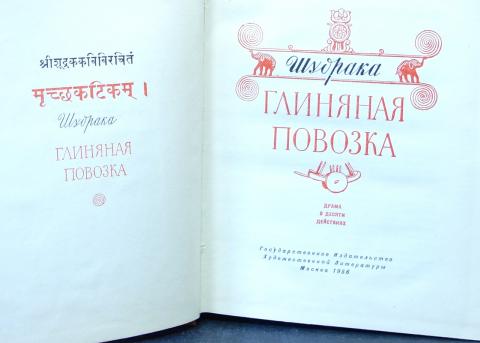 श्रीशूद्रककविविरचितं
मृच्छकटिकम् ।
Шудрака
ГЛИНЯНАЯ
ПОВОЗКА
Шудрака
ГЛИНЯНАЯ
ПОВОЗКА
ДРАМА
В ДЕСЯТИ
ДЕЙСТВИЯХ
Государственное Издательство
Художественной Литературы
Москва 1956